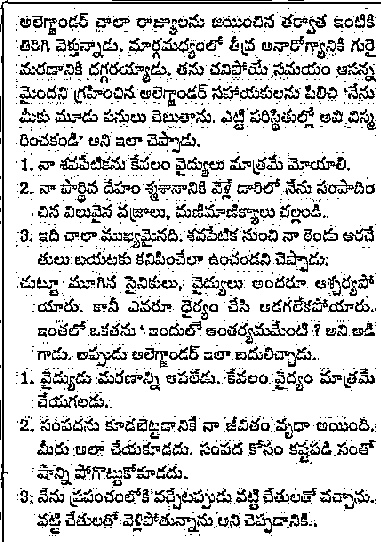 అలెగ్జాండర్ చాలా రాజ్యాలను జయించిన తర్వాత ఇంటికి
తిరిగి వెళ్తున్నాడు. మార్గమధ్యంలో తీవ్ర అనారోగ్యానికి గురై
మరణానికి దగ్గరయ్యాడు. తను చనిపోయే సమయం ఆసన్న
మైందని గ్రహించిన అలెగ్జాండర్ సహాయకులను పిలిచి 'నేను
మీకు మూడు పనులు చెబుతాను. ఎట్టి పరిస్థితుల్లో అవి విస్మ
రించకండి' అని ఇలా చెప్పాడు.
1. నా శవపేటికను కేవలం వైద్యులు మాత్రమే మోయాలి.
2. నా పార్థివ దేహం శ్మశానానికి వెళ్లే దారిలో నేను సంపాదిం
చిన విలువైన వజ్రాలు, మణిమాణిక్యాలు చల్లండి..
3. ఇది చాలా ముఖ్యమైనది. శవపేటిక నుంచి నా రెండు అరచే
తులు బయటకు కనిపించేలా ఉంచండని చెప్పాడు.
చుట్టూ మూగిన సైనికులు, వైద్యులు అందరూ ఆశ్చర్యపో
యారు. కానీ ఎవరూ ధైర్యం చేసి అడగలేకపోయారు.
ఇంతలో ఒకతను 'ఇందులో ఆంతర్యమేంటి? అని అడి
గాడు. అప్పుడు అలెగ్జాండర్ ఇలా బదులిచ్చాడు..
1. వైద్యుడు మరణాన్ని ఆపలేడు. కేవలం వైద్యం మాత్రమే
చేయగలడు.
2. సంపదను కూడబెట్టడానికే నా జీవితం వృథా అయింది.
మీరు అలా చేయకూడదు. సంపద కోసం కష్టపడి సంతో
షాన్ని పోగొట్టుకోకూడదు.
3. నేను ప్రపంచంలోకి వచ్చేటప్పుడు వట్టి చేతులతో వచ్చాను.
వట్టి చేతులతో వెళ్లిపోతున్నాను అని చెప్పడానికి..